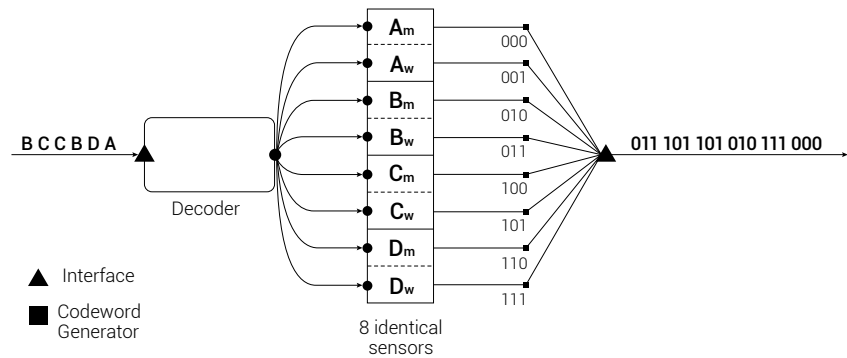 Am
000
Aw
001
Bm
010
B C C B D A
Bw
011
011 101 101 010 111 000
Decoder
Cm
100
Cw
101
Dm
110
Interface
Dw
111
Codeword
Generator
8 identical
sensors